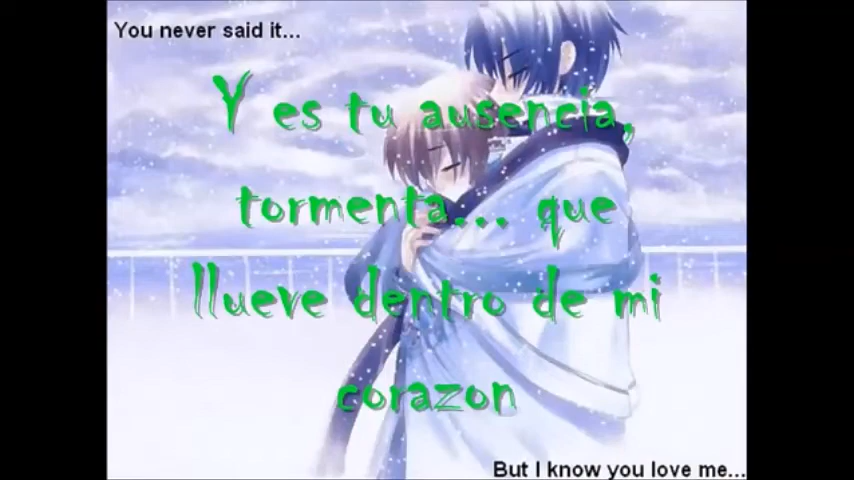 You never said it...
Y es tu ausencia,
tormenta... que
llueve dentro de mi
corazon
But I know you love me...